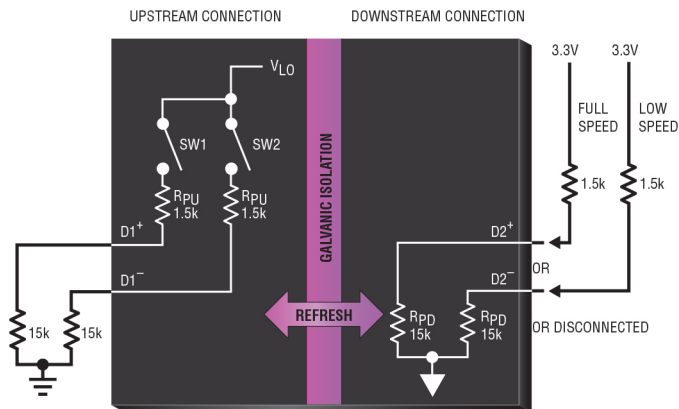 UPSTREAM CONNECTION
DOWNSTREAM CONNECTION
VLO
SW1
SW2
RPU
1.5k
RPU
1.5k
D1+
D1−
15k
15k
GALVANIC ISOLATION
REFRESH
3.3V
3.3V
FULL
SPEED
LOW
SPEED
1.5k
1.5k
D2+
OR
D2−
RPD
15k
RPD
15k
OR DISCONNECTED